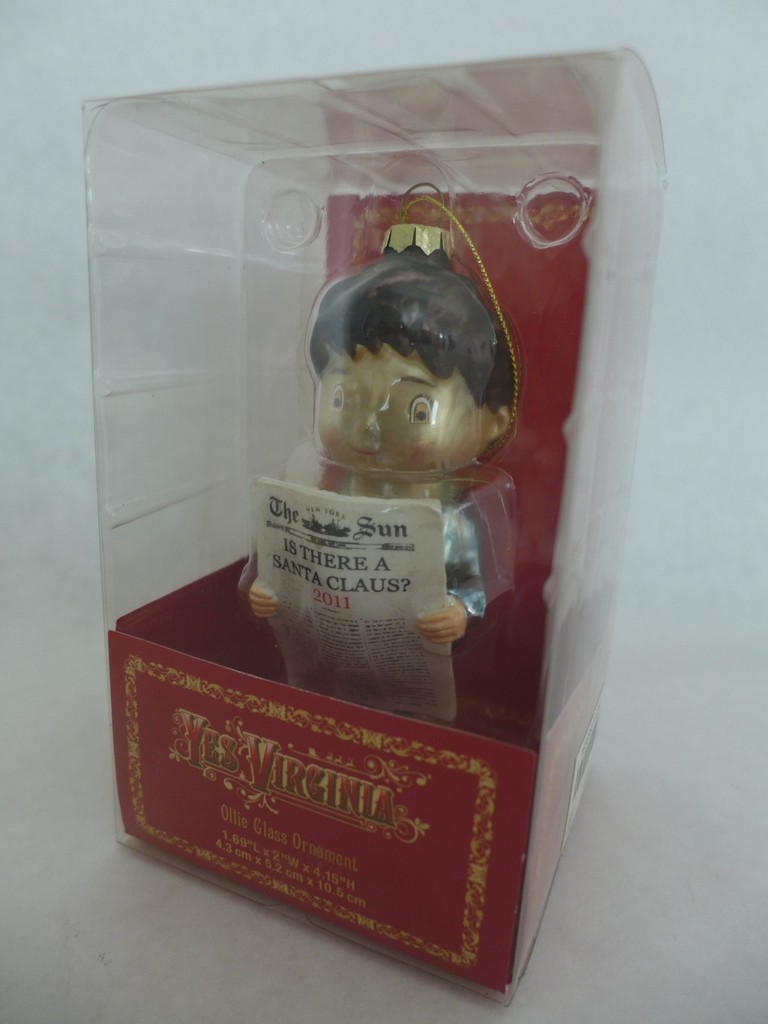 The NEW YORK Sun
IS THERE A
SANTA CLAUS?
2011
YES, VIRGINIA
Ollie Glass Ornament
1.69"L x 2"W x 4.15"H
4.3 cm x 5.2 cm x 10.5 cm